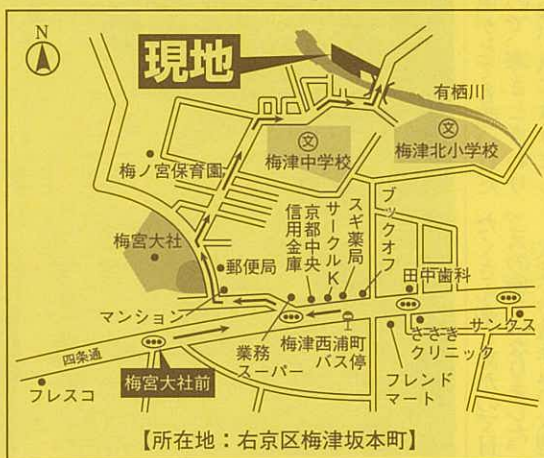 N
現地
有栖川
文
梅津中学校
文
梅津北小学校
梅ノ宮保育園
梅宮大社
郵便局
マンション
業務
スーパー
信用金庫
京都中央
サークルK
スギ薬局
ブックオフ
田中歯科
梅津西浦町
バス停
ささき
クリニック
サンクス
フレンド
マート
四条通
梅宮大社前
フレスコ
【所在地：右京区梅津坂本町】